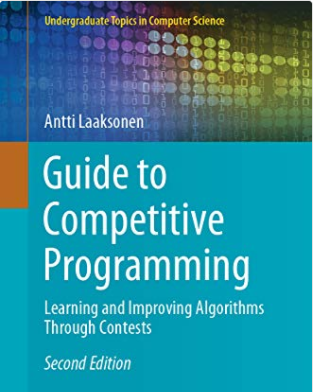 Undergraduate Topics in Computer Science
Antti Laaksonen
Guide to
Competitive
Programming
Learning and Improving Algorithms
Through Contests
Second Edition